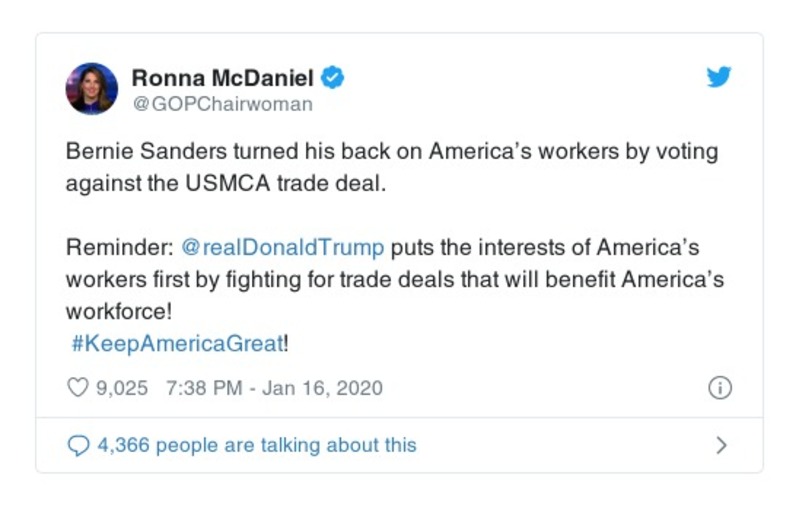 Ronna McDaniel
@GOPChairwoman
Bernie Sanders turned his back on America's workers by voting
against the USMCA trade deal.
Reminder: @realDonaldTrump puts the interests of America's
workers first by fighting for trade deals that will benefit America's
workforce!
#KeepAmericaGreat!
9,025 7:38 PM - Jan 16, 2020
4,366 people are talking about this